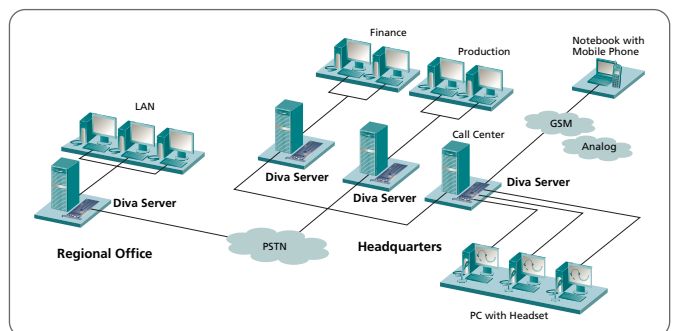 Finance
Production
Notebook with
Mobile Phone
LAN
Call Center
GSM
Analog
Diva Server
Diva Server
Diva Server
Diva Server
Regional Office
PSTN
Headquarters
PC with Headset